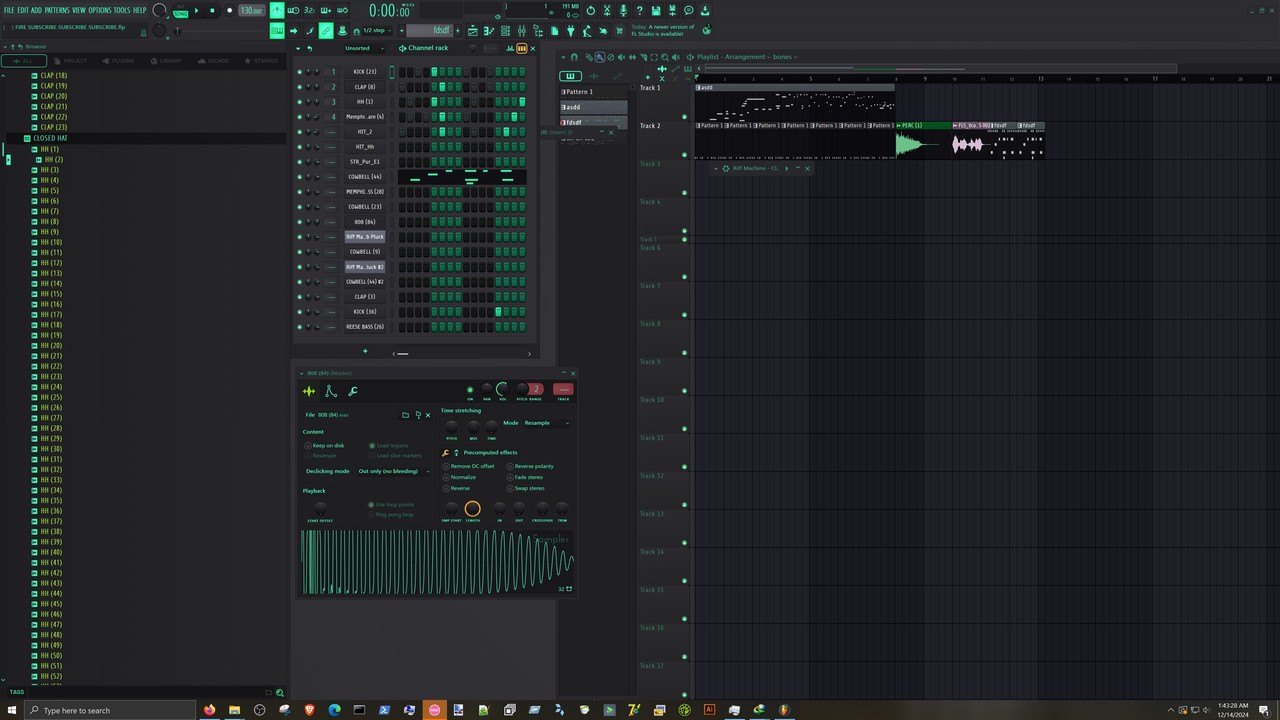 FILE EDIT ADD PATTERNS VIEW OPTIONS TOOLS HELP
SONG
130.000
0:00:00
191 MB
0
FIRE SUBSCRIBE SUBSCRIBE SUBSCRIBE.flp
1/2 step
fdsdf
Today A newer version of
FL Studio is available!
Browser
ALL
PROJECT
PLUGINS
LIBRARY
SOUNDS
STARRED
CLAP (18)
CLAP (19)
CLAP (20)
CLAP (21)
CLAP (22)
CLAP (23)
CLOSED HAT
HH (1)
HH (2)
HH (3)
HH (4)
HH (5)
HH (6)
HH (7)
HH (8)
HH (9)
HH (10)
HH (11)
HH (12)
HH (13)
HH (14)
HH (15)
HH (16)
HH (17)
HH (18)
HH (19)
HH (20)
HH (21)
HH (22)
HH (23)
HH (24)
HH (25)
HH (26)
HH (27)
HH (28)
HH (29)
HH (30)
HH (31)
HH (32)
HH (33)
HH (34)
HH (35)
HH (36)
HH (37)
HH (38)
HH (39)
HH (40)
HH (41)
HH (42)
HH (43)
HH (44)
HH (45)
HH (46)
HH (47)
HH (48)
HH (49)
HH (50)
HH (51)
HH (52)
TAGS
Unsorted
Channel rack
1 KICK (23)
2 CLAP (8)
3 HH (1)
4 Memphi..are (4)
HIT_2
HIT_Hh
STR_Pur_E1
COWBELL (44)
MEMPHE..SS (28)
COWBELL (23)
808 (84)
Riff Ma..b Pluck
COWBELL (9)
Riff Ma..luck #2
COWBELL (44) #2
CLAP (3)
KICK (36)
REESE BASS (26)
808 (84) (Master)
ON PAN VOL PITCH RANGE TRACK
2
File 808 (84).wav
Content
Keep on disk
Load regions
Resample
Load slice markers
Declicking mode Out only (no bleeding)
Playback
Use loop points
Ping pong loop
START OFFSET
Time stretching
Mode Resample
PITCH MUL TIME
Precomputed effects
Remove DC offset
Reverse polarity
Normalize
Fade stereo
Reverse
Swap stereo
SMP START LENGTH IN OUT CROSSFADE TRIM
Sampler
32
Playlist - Arrangement
bones
Pattern 1
asdd
fdsdf
5 9 11 13 17 21
Track 1
asdd
Track 2
Pattern 1 Pattern 1 Pattern 1 Pattern 1 Pattern 1 Pattern 1 Pattern 1
PERC (1)
fdsdf fdsdf
Riff Machine - CL
Track 3
Track 4
Track 5
Track 6
Track 7
Track 8
Track 9
Track 10
Track 11
Track 12
Track 13
Track 14
Track 15
Track 16
Track 17
Type here to search
1:43:28 AM
12/14/2024